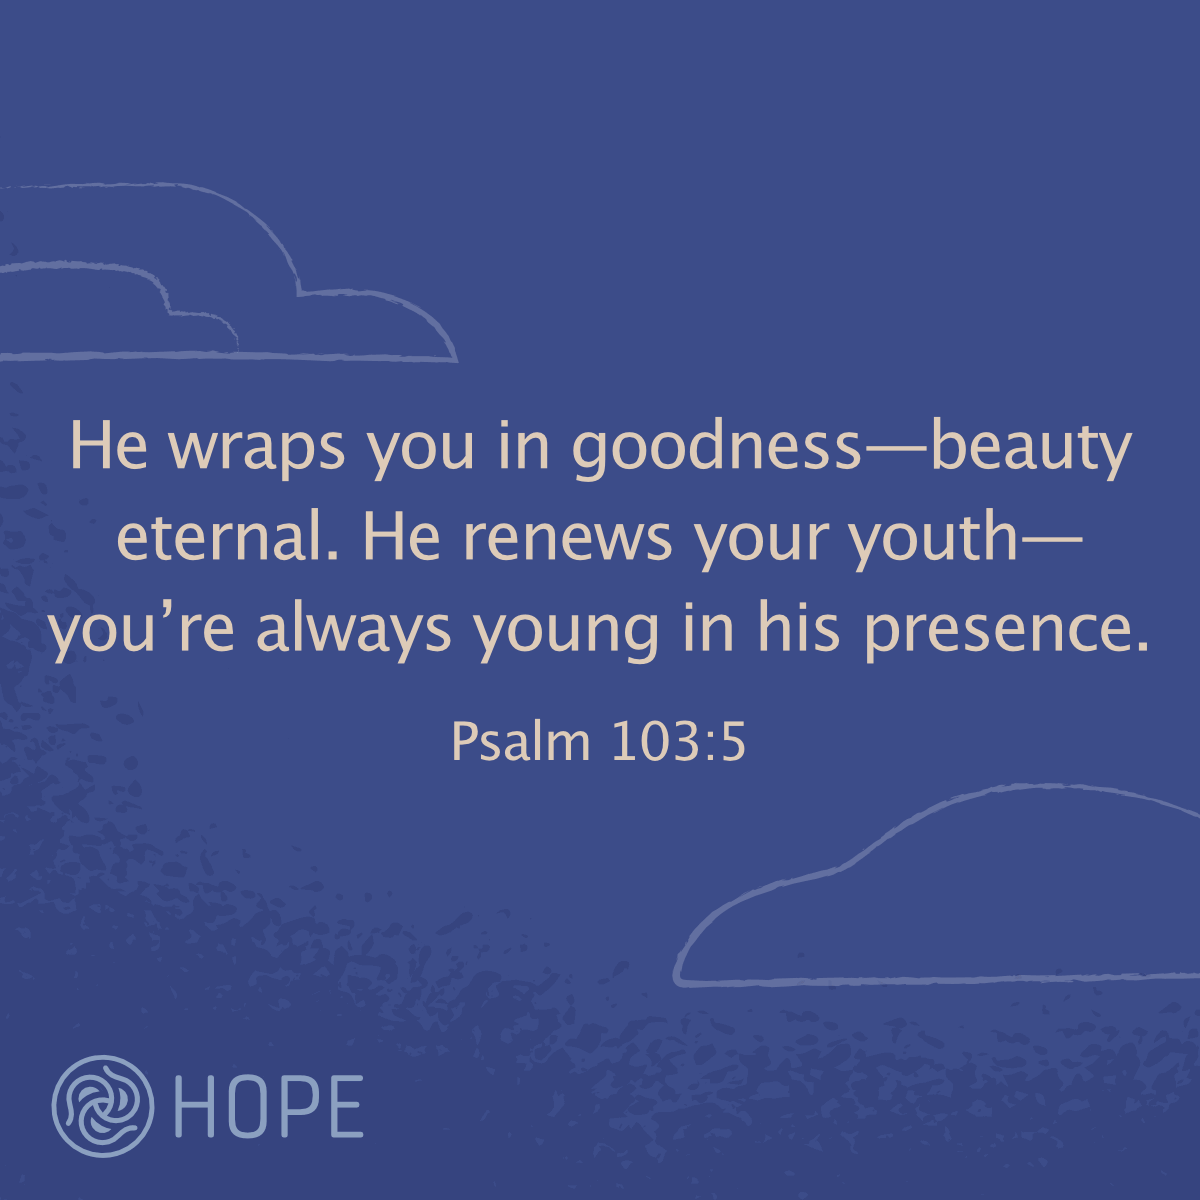 He wraps you in goodness—beauty
eternal. He renews your youth—
you’re always young in his presence.
Psalm 103:5
HOPE